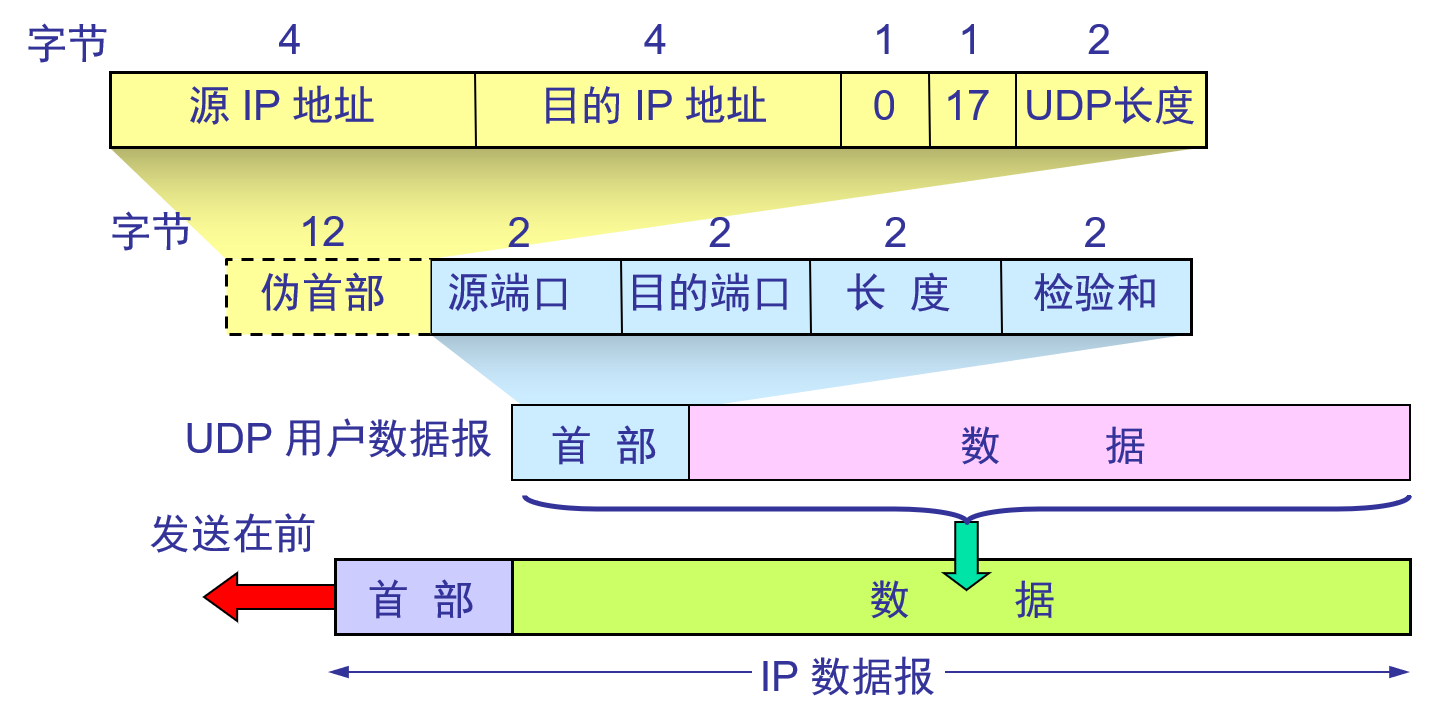 字节 4 4 1 1 2
源 IP 地址 目的 IP 地址 0 17 UDP长度
字节 12 2 2 2 2
伪首部 源端口 目的端口 长 度 检验和
UDP 用户数据报 首 部 数 据
发送在前
首 部 数 据
IP 数据报